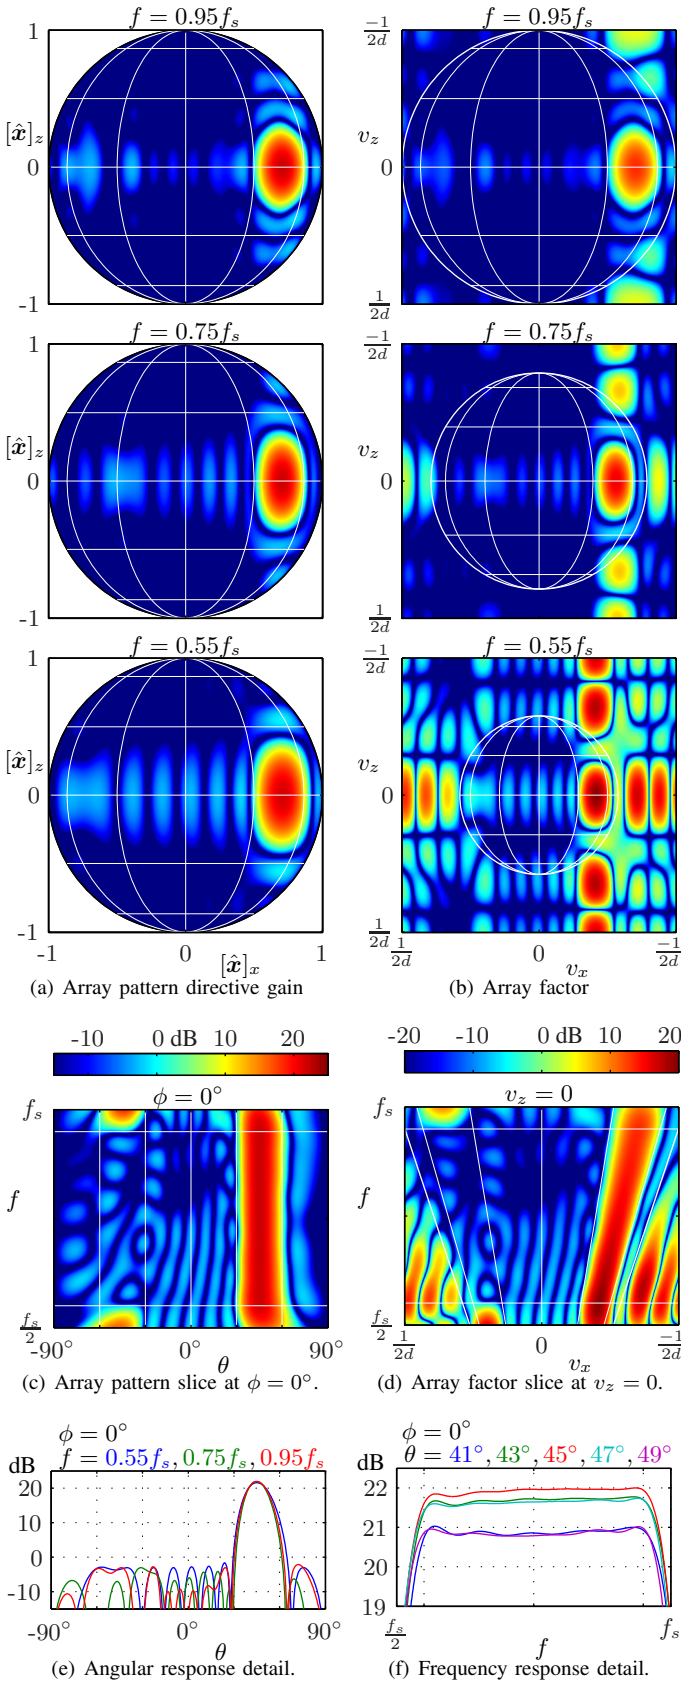 f = 0.95f_s f = 0.95f_s
1 -1/2d
[x̂]_z v_z
0 0
-1 1/2d
f = 0.75f_s f = 0.75f_s
1 -1/2d
[x̂]_z v_z
0 0
-1 1/2d
f = 0.55f_s f = 0.55f_s
1 -1/2d
[x̂]_z v_z
0 0
-1 1/2d
-1 0 1 1/2d 0 -1/2d
[x̂]_x v_x
(a) Array pattern directive gain (b) Array factor
-10 0 dB 10 20 -20 -10 0 dB 10 20
ϕ = 0° v_z = 0
f_s f_s
f f
f_s/2 f_s/2
-90° 0° 90° 1/2d 0 -1/2d
θ v_x
(c) Array pattern slice at ϕ = 0°. (d) Array factor slice at v_z = 0.
ϕ = 0° ϕ = 0°
f = 0.55f_s, 0.75f_s, 0.95f_s θ = 41°, 43°, 45°, 47°, 49°
dB dB
20 22
10 21
0 20
-10 19
-90° 0° 90° f_s/2 f_s
θ f
(e) Angular response detail. (f) Frequency response detail.